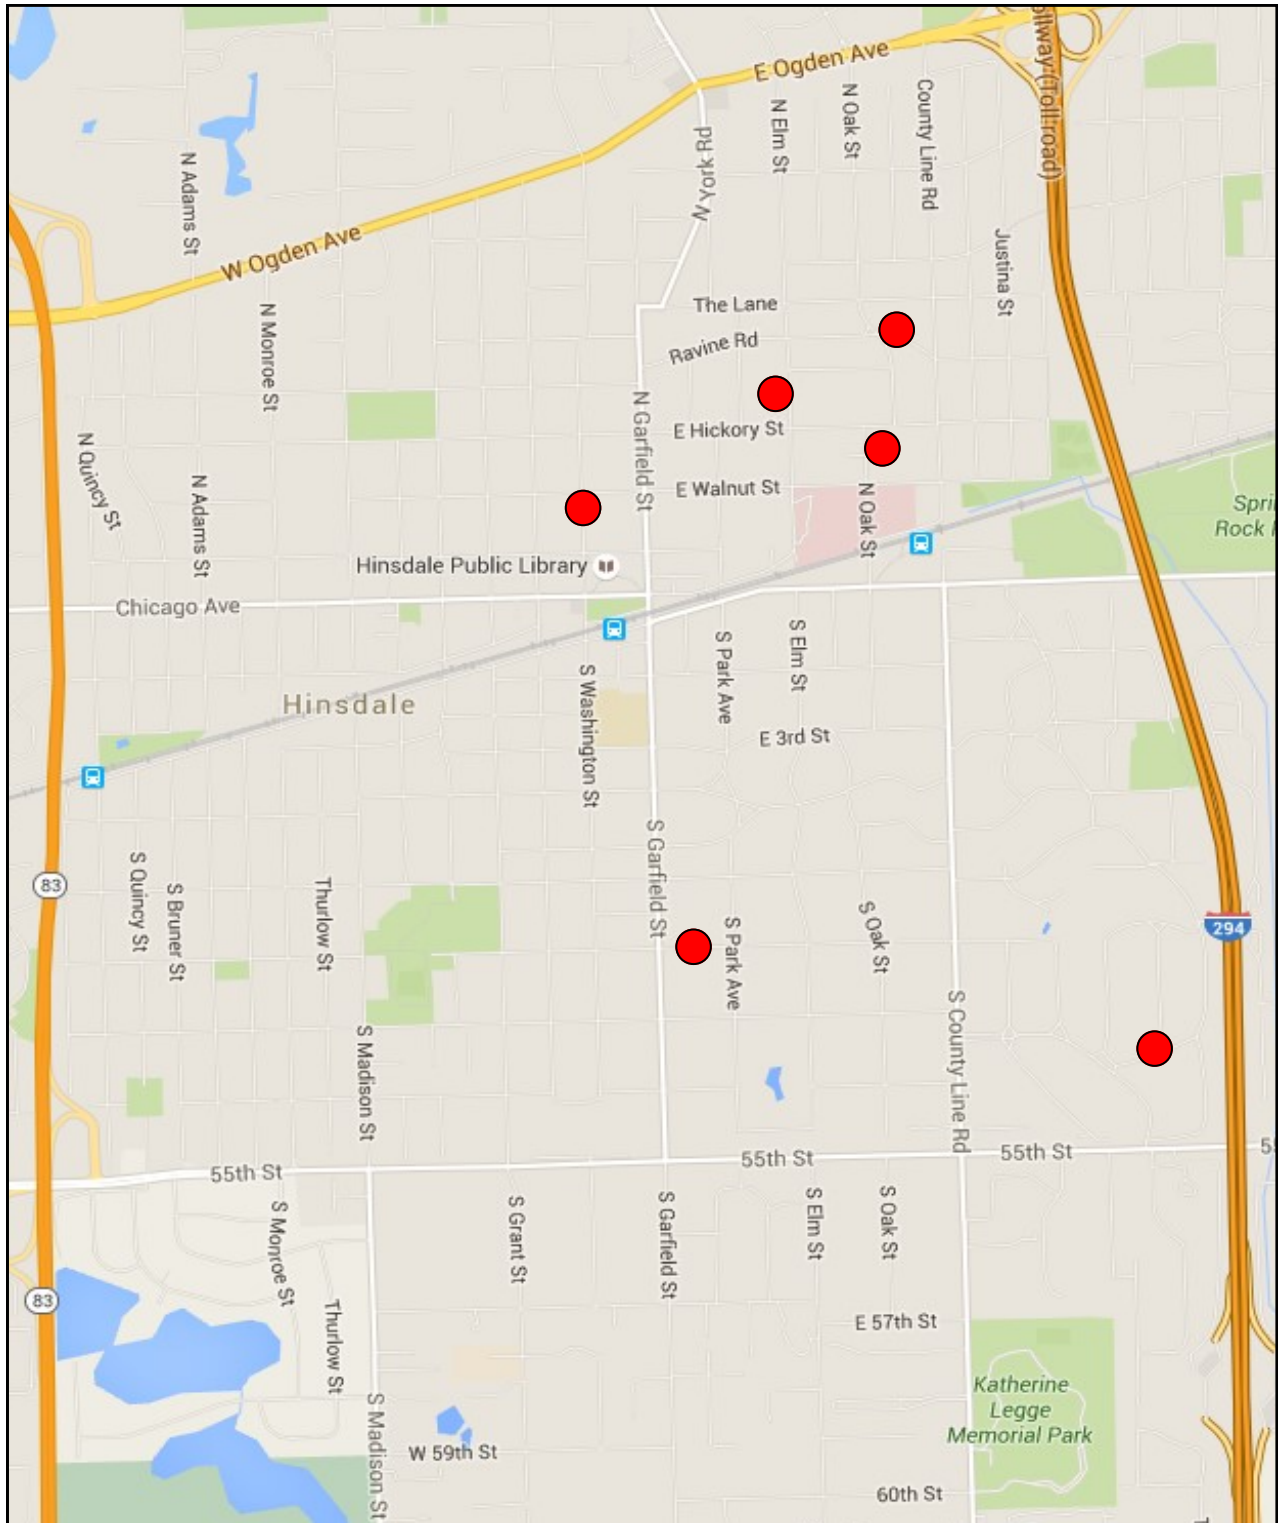 E Ogden Ave
ollway (Toll road)
N Elm St
N Oak St
County Line Rd
N York Rd
N Adams St
W Ogden Ave
Justina St
The Lane
N Monroe St
Ravine Rd
N Garfield St
E Hickory St
N Quincy St
N Adams St
E Walnut St
N Oak St
Sprin
Rock
Hinsdale Public Library
Chicago Ave
S Park Ave
S Elm St
S Washington St
Hinsdale
E 3rd St
S Garfield St
83
S Quincy St
S Bruner St
Thurlow St
S Park Ave
S Oak St
294
S Madison St
S County Line Rd
55th St
55th St
55th St
55
S Monroe St
S Grant St
S Garfield St
S Elm St
S Oak St
83
Thurlow St
E 57th St
Katherine
Legge
Memorial Park
S Madison St
W 59th St
60th St